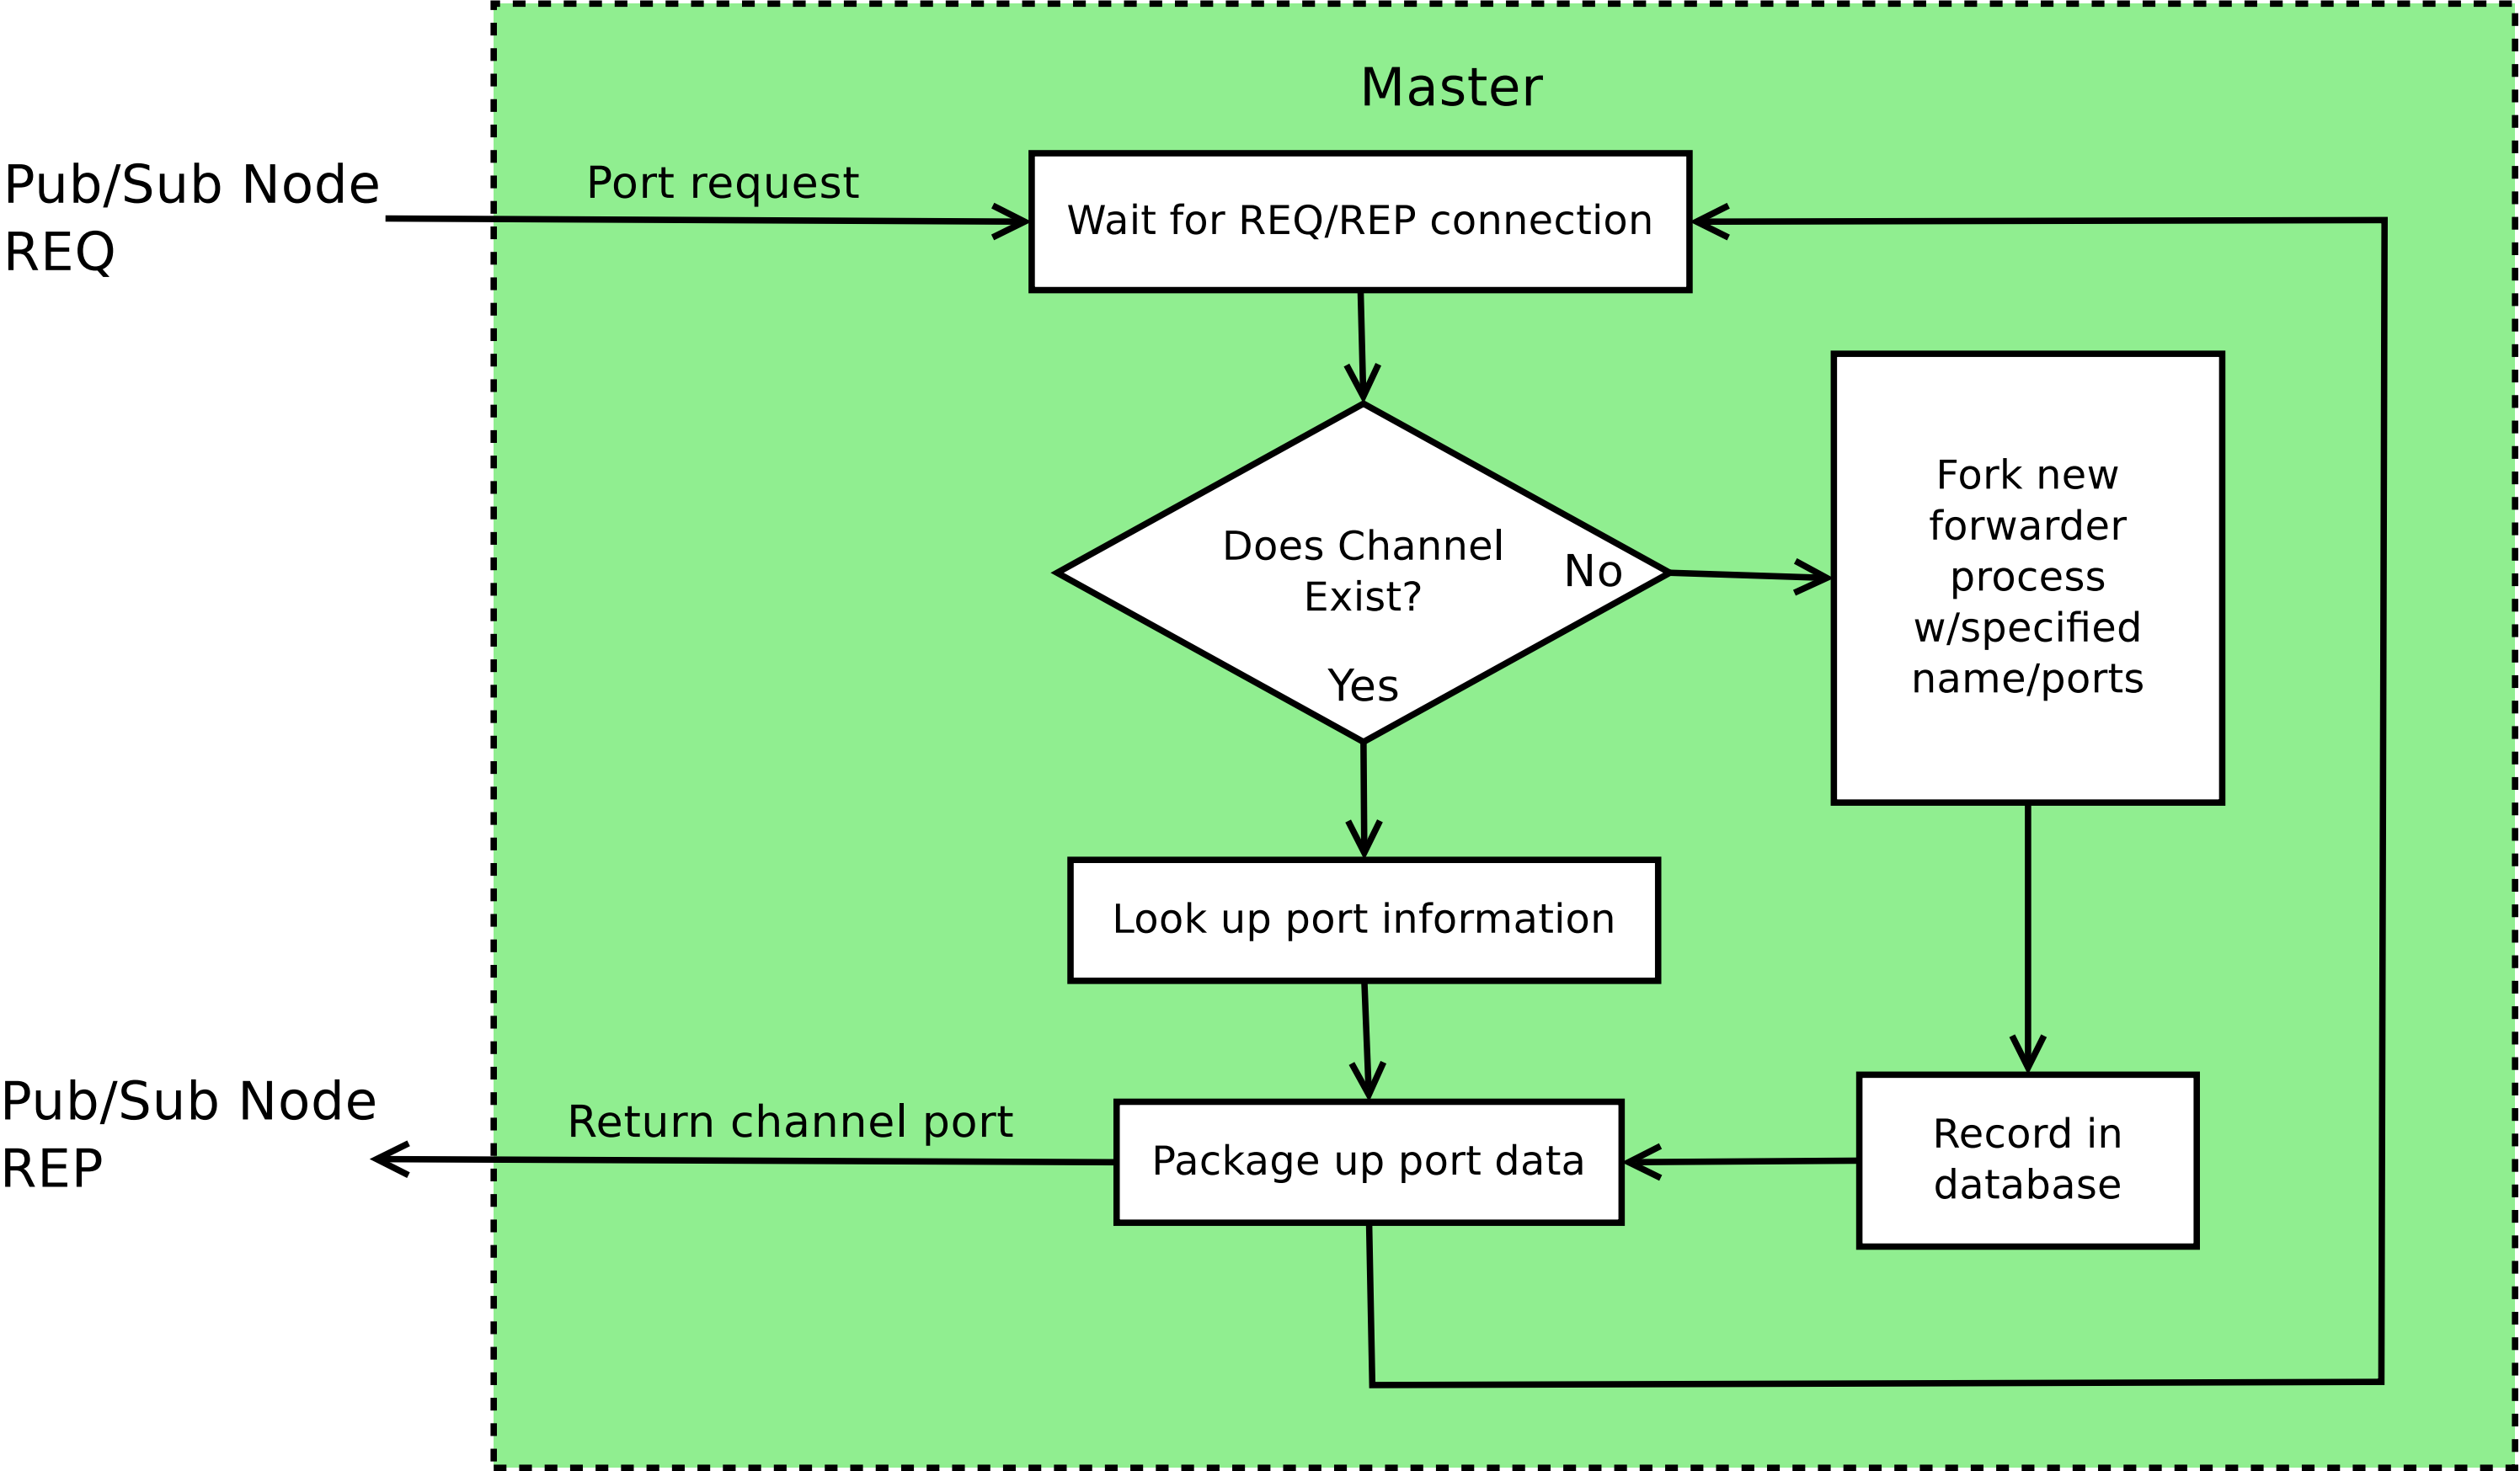 Master
Pub/Sub Node
REQ
Port request
Wait for REQ/REP connection
Does Channel
Exist?
No
Yes
Fork new
forwarder
process
w/specified
name/ports
Look up port information
Pub/Sub Node
REP
Return channel port
Package up port data
Record in
database